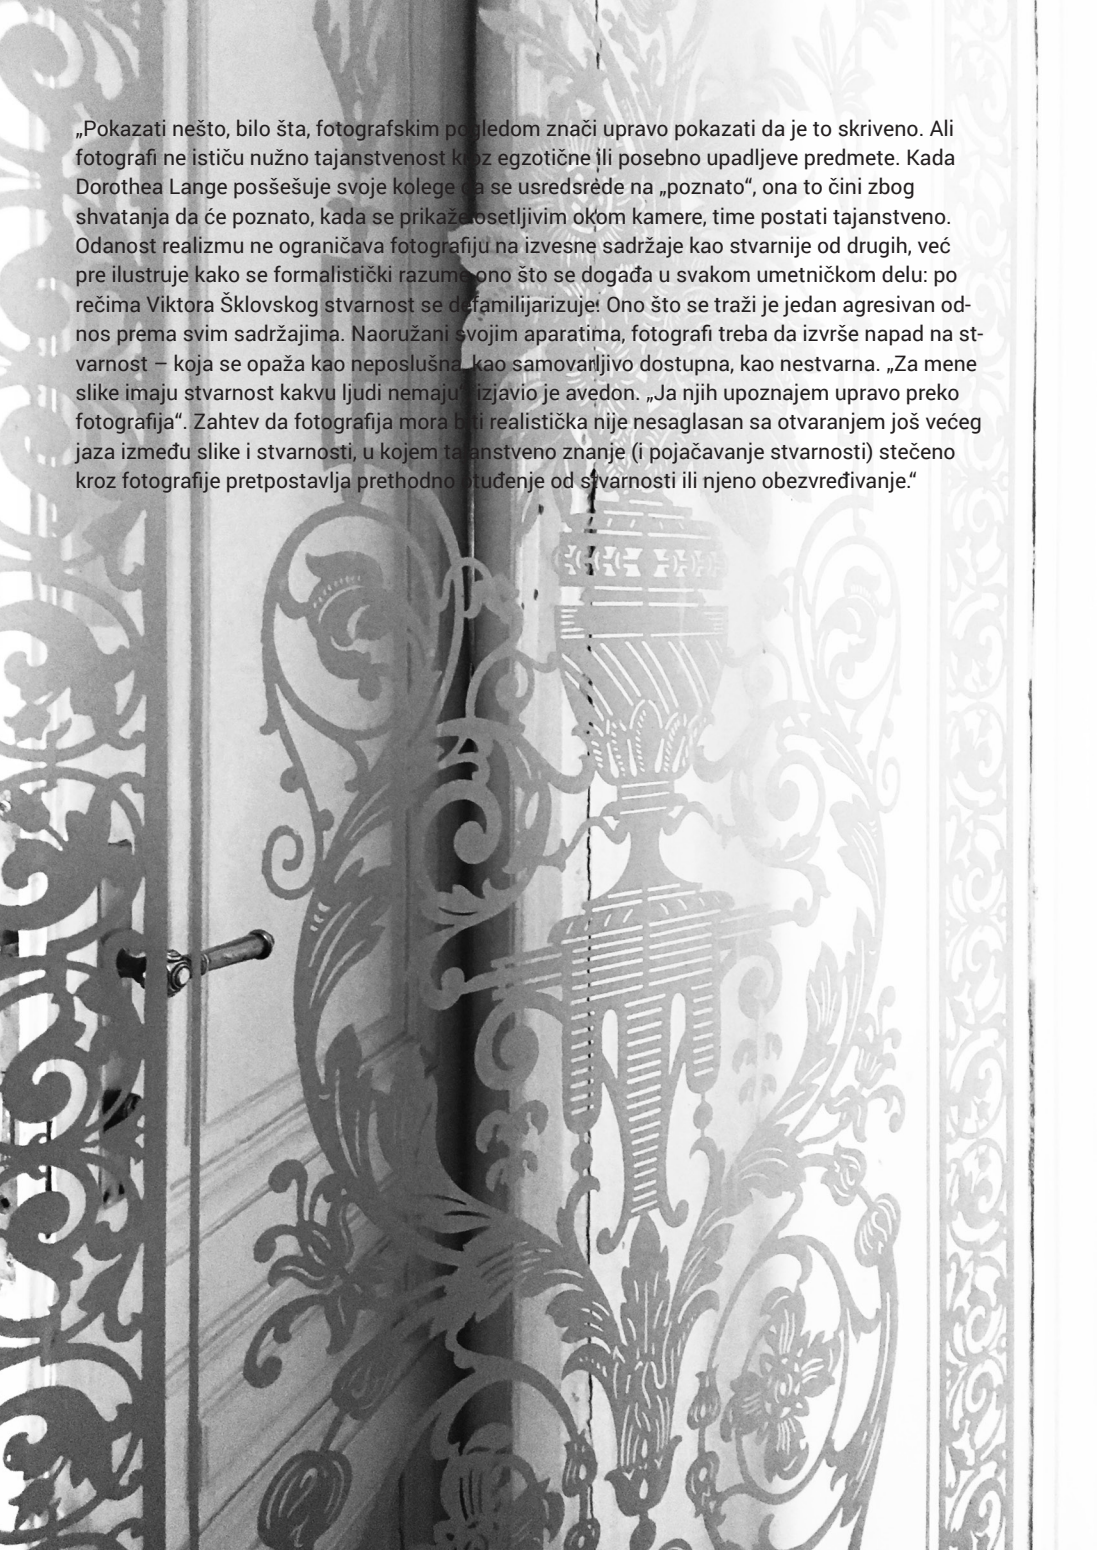 „Pokazati nešto, bilo šta, fotografskim pogledom znači upravo pokazati da je to skriveno. Ali
fotografi ne ističu nužno tajanstvenost kroz egzotične ili posebno upadljeve predmete. Kada
Dorothea Lange posšešuje svoje kolege da se usredsrede na „poznato“, ona to čini zbog
shvatanja da će poznato, kada se prikaže osetljivim okom kamere, time postati tajanstveno.
Odanost realizmu ne ograničava fotografiju na izvesne sadržaje kao stvarnije od drugih, već
pre ilustruje kako se formalistički razume ono što se događa u svakom umetničkom delu: po
rečima Viktora Šklovskog stvarnost se defamilijarizuje! Ono što se traži je jedan agresivan od-
nos prema svim sadržajima. Naoružani svojim aparatima, fotografi treba da izvrše napad na st-
varnost – koja se opaža kao neposlušna, kao samovarljivo dostupna, kao nestvarna. „Za mene
slike imaju stvarnost kakvu ljudi nemaju“, izjavio je avedon. „Ja njih upoznajem upravo preko
fotografija“. Zahtev da fotografija mora biti realistička nije nesaglasan sa otvaranjem još većeg
jaza između slike i stvarnosti, u kojem tajanstveno znanje (i pojačavanje stvarnosti) stečeno
kroz fotografije pretpostavlja prethodno otuđenje od stvarnosti ili njeno obezvređivanje.“